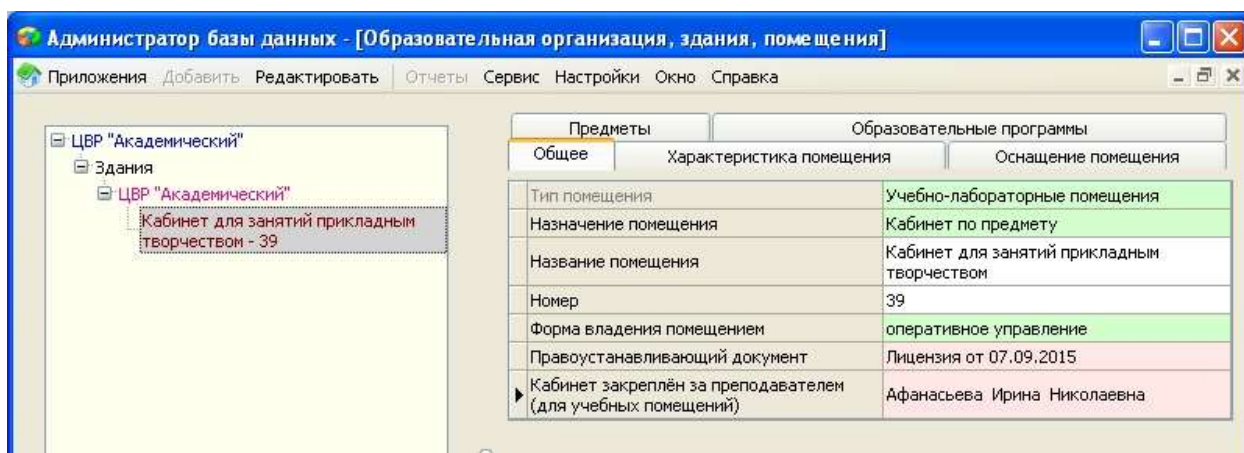 Администратор базы данных - [Образовательная организация, здания, помещения]
Приложения Добавить Редактировать Отчеты Сервис Настройки Окно Справка
ЦВР "Академический"
Здания
ЦВР "Академический"
Кабинет для занятий прикладным
творчеством - 39
Предметы Образовательные программы
Общее Характеристика помещения Оснащение помещения
Тип помещения Учебно-лабораторные помещения
Назначение помещения Кабинет по предмету
Название помещения Кабинет для занятий прикладным
творчеством
Номер 39
Форма владения помещением оперативное управление
Правоустанавливающий документ Лицензия от 07.09.2015
Кабинет закреплён за преподавателем
(для учебных помещений) Афанасьева Ирина Николаевна